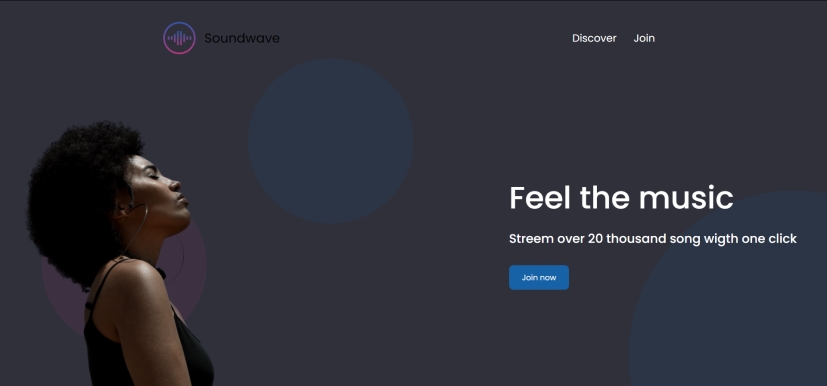 Soundwave
Discover
Join
Feel the music
Streem over 20 thousand song wigth one click
Join now